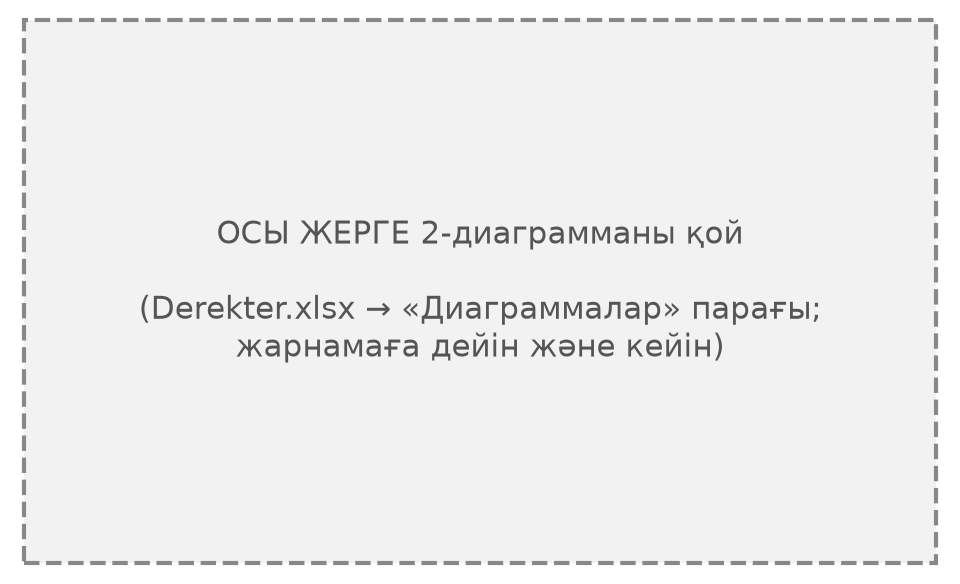 ОСЫ ЖЕРГЕ 2-диаграмманы қой
(Derekter.xlsx → «Диаграммалар» парағы;
жарнамаға дейін және кейін)